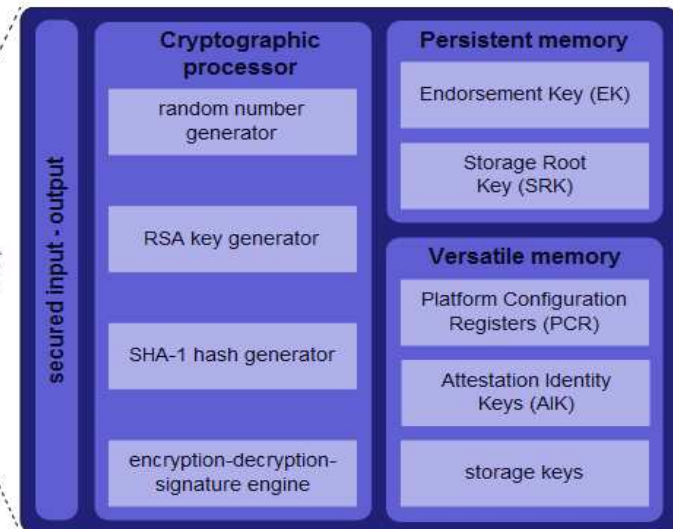 secured input - output
Cryptographic
processor
random number
generator
RSA key generator
SHA-1 hash generator
encryption-decryption-
signature engine
Persistent memory
Endorsement Key (EK)
Storage Root
Key (SRK)
Versatile memory
Platform Configuration
Registers (PCR)
Attestation Identity
Keys (AIK)
storage keys